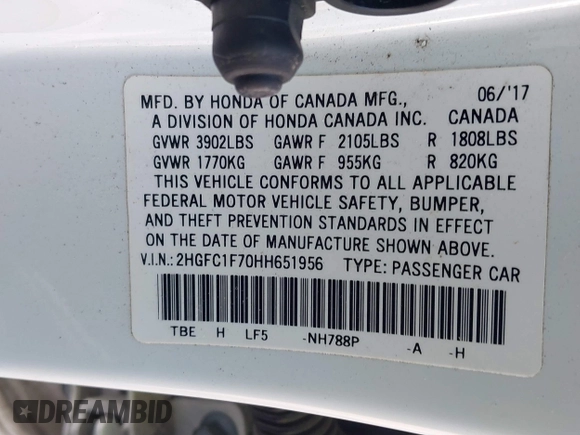 MFD. BY HONDA OF CANADA MFG., 06/'17
A DIVISION OF HONDA CANADA INC. CANADA
GVWR 3902LBS GAWR F 2105LBS R 1808LBS
GVWR 1770KG GAWR F 955KG R 820KG
THIS VEHICLE CONFORMS TO ALL APPLICABLE
FEDERAL MOTOR VEHICLE SAFETY, BUMPER,
AND THEFT PREVENTION STANDARDS IN EFFECT
ON THE DATE OF MANUFACTURE SHOWN ABOVE.
V.I.N.: 2HGFC1F70HH651956 TYPE: PASSENGER CAR
TBE H LF5 -NH788P -A -H
DREAMBID